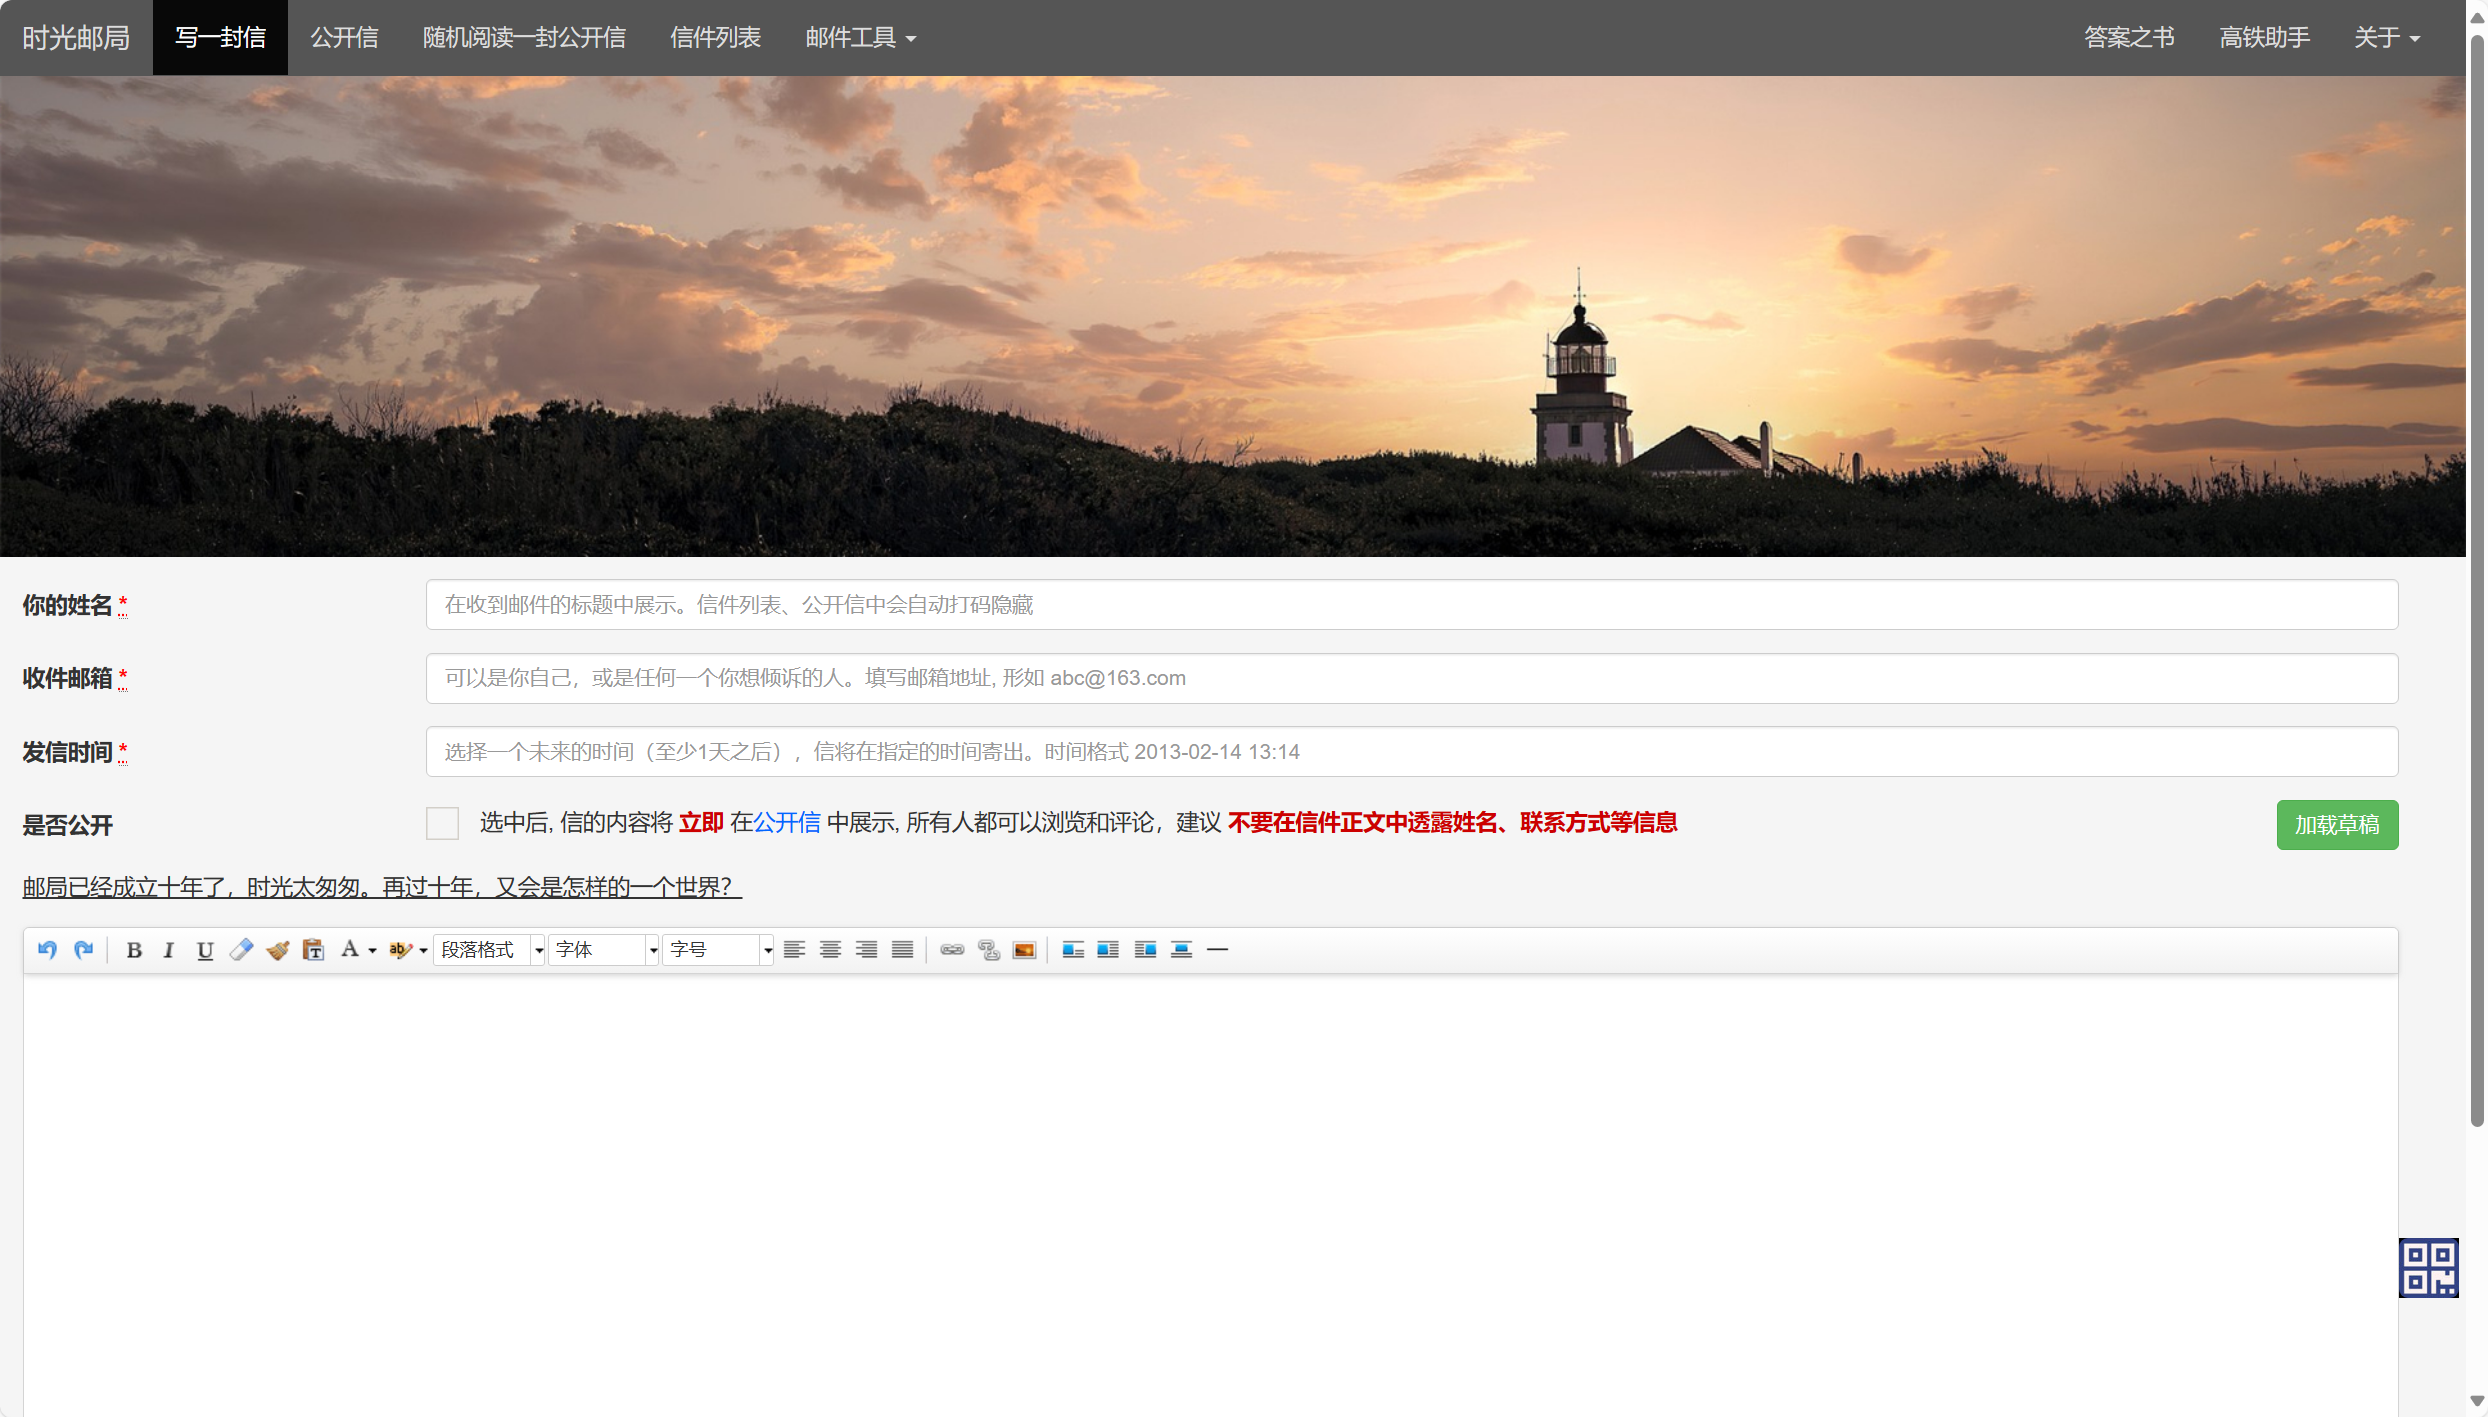 时光邮局 写一封信 公开信 随机阅读一封公开信 信件列表 邮件工具 答案之书 高铁助手 关于
你的姓名 * 在收到邮件的标题中展示。信件列表、公开信中会自动打码隐藏
收件邮箱 * 可以是你自己，或是任何一个你想倾诉的人。填写邮箱地址, 形如 abc@163.com
发信时间 * 选择一个未来的时间（至少1天之后），信将在指定的时间寄出。时间格式 2013-02-14 13:14
是否公开 选中后, 信的内容将 立即 在公开信 中展示, 所有人都可以浏览和评论，建议 不要在信件正文中透露姓名、联系方式等信息 加载草稿
邮局已经成立十年了，时光太匆匆。再过十年，又会是怎样的一个世界？
B I U A ab 段落格式 字体 字号